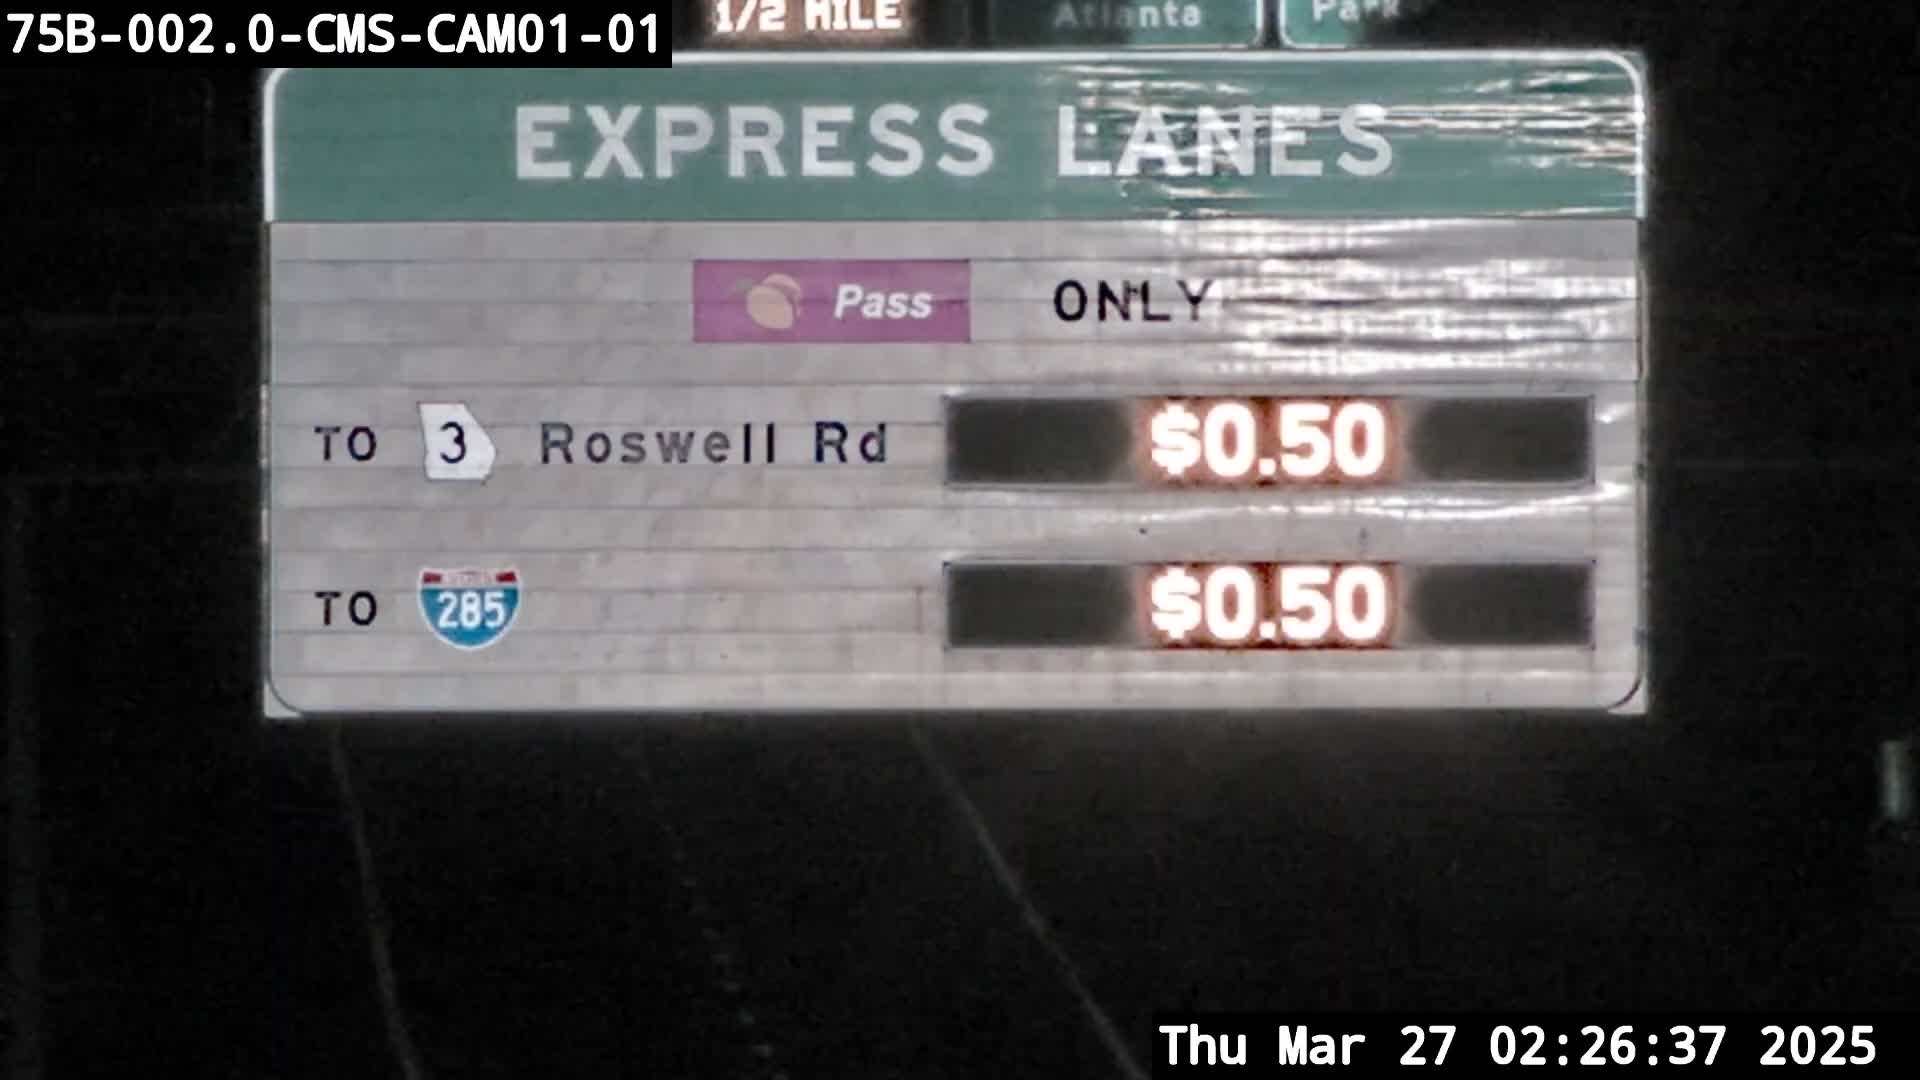 75B-002.0-CMS-CAM01-01
1/2 MILE
Atlanta
Park
EXPRESS LANES
Pass ONLY
TO 3 Roswell Rd $0.50
TO 285 $0.50
Thu Mar 27 02:26:37 2025